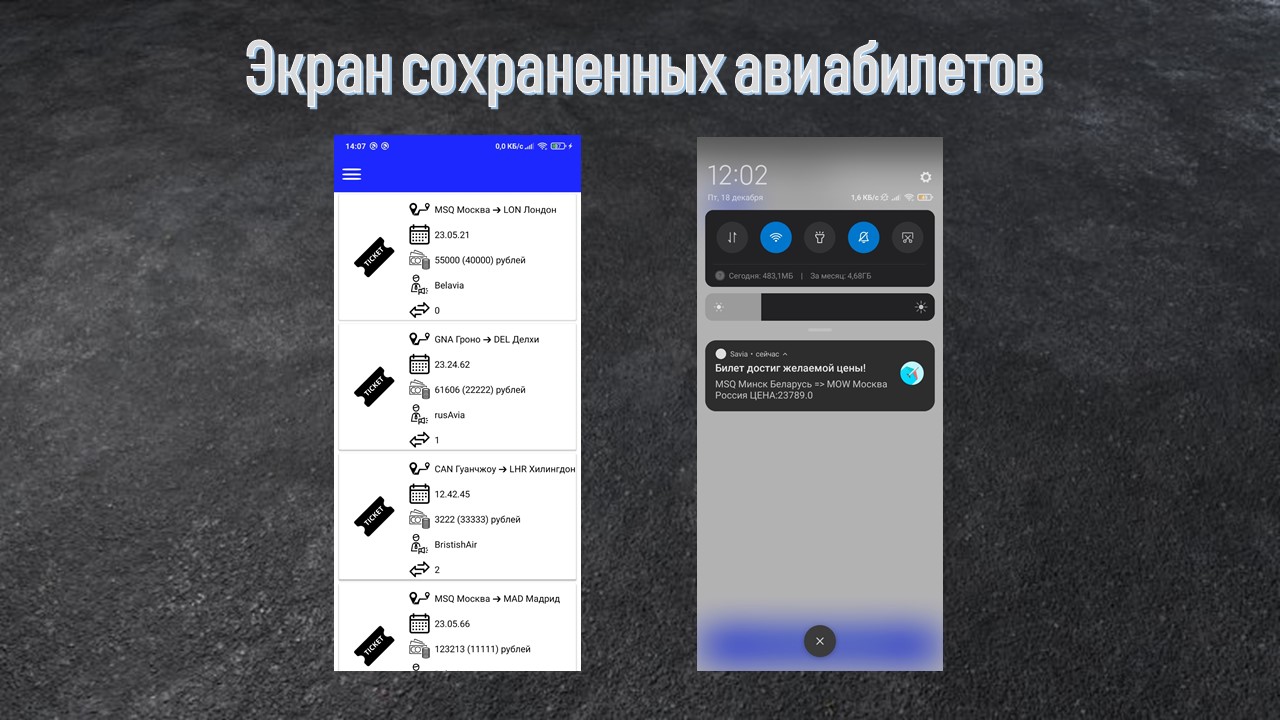 Экран сохраненных авиабилетов
14:07 0,0 КБ/с
MSQ Москва → LON Лондон
23.05.21
TICKET
55000 (40000) рублей
Belavia
0
GNA Гроно → DEL Делхи
23.24.62
TICKET
61606 (22222) рублей
rusAvia
1
CAN Гуанчжоу → LHR Хилингдон
12.42.45
TICKET
3222 (33333) рублей
BristishAir
2
MSQ Москва → MAD Мадрид
23.05.66
TICKET
123213 (11111) рублей
12:02
Пт, 18 декабря 1,6 КБ/с
Сегодня: 483,1МБ | За месяц: 4,68ГБ
Savia • сейчас
Билет достиг желаемой цены!
MSQ Минск Беларусь => MOW Москва
Россия ЦЕНА:23789.0